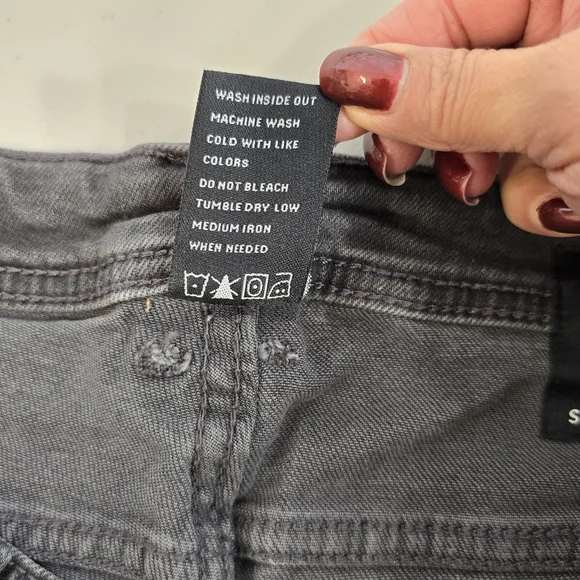 WASH INSIDE OUT
MACHINE WASH
COLD WITH LIKE
COLORS
DO NOT BLEACH
TUMBLE DRY LOW
MEDIUM IRON
WHEN NEEDED
S